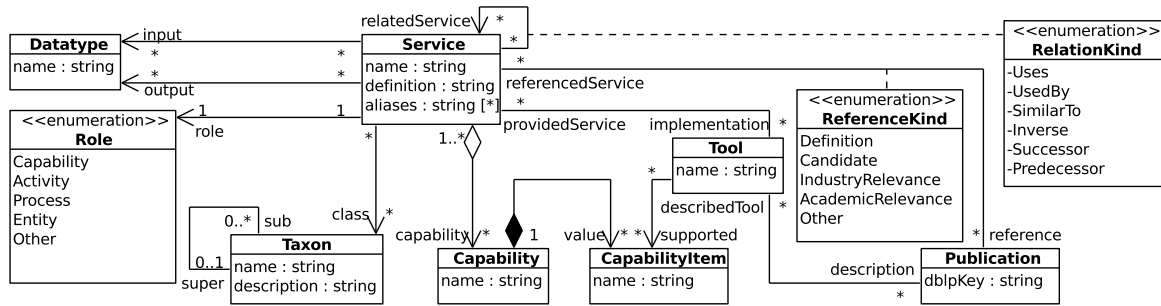 relatedService
*
*
<<enumeration>>
RelationKind
-Uses
-UsedBy
-SimilarTo
-Inverse
-Successor
-Predecessor
Datatype
name : string
input
*
*
*
*
output
Service
name : string
definition : string
aliases : string [*]
*
referencedService
*
providedService
<<enumeration>>
ReferenceKind
Definition
Candidate
IndustryRelevance
AcademicRelevance
Other
<<enumeration>>
Role
Capability
Activity
Process
Entity
Other
1
1
role
implementation
*
Tool
name : string
*
1..*
*
describedTool
*
0..*
sub
0..1
super
class
*
Taxon
name : string
description : string
capability
*
1
Capability
name : string
value
*
*
supported
CapabilityItem
name : string
description
*
*
reference
Publication
dblpKey : string